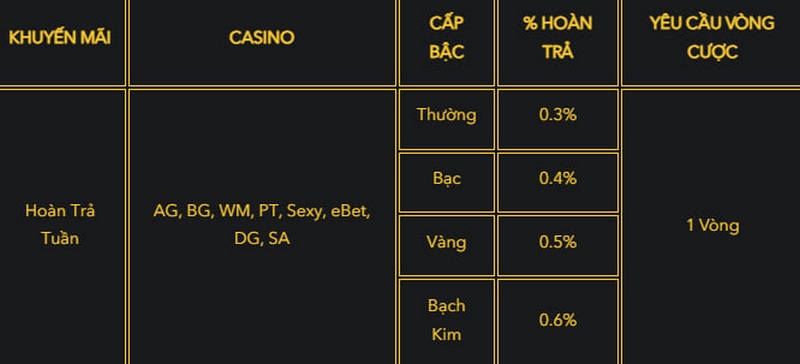 KHUYẾN MÃI
CASINO
CẤP
BẬC
% HOÀN
TRẢ
YÊU CẦU VÒNG
CƯỢC
Hoàn Trả
Tuần
AG, BG, WM, PT, Sexy, eBet,
DG, SA
Thường
0.3%
Bạc
0.4%
Vàng
0.5%
Bạch
Kim
0.6%
1 Vòng